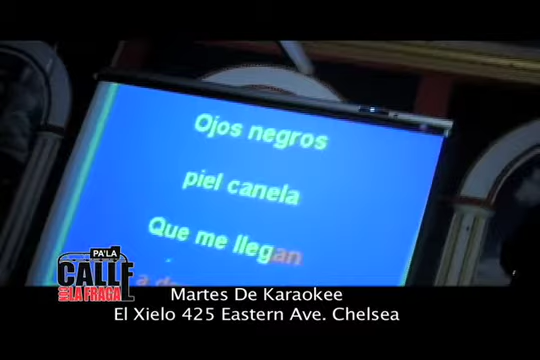 Ojos negros
piel canela
Que me llegan
PA'LA
CALLE
CON LA FRAGA
Martes De Karaokee
El Xielo 425 Eastern Ave. Chelsea